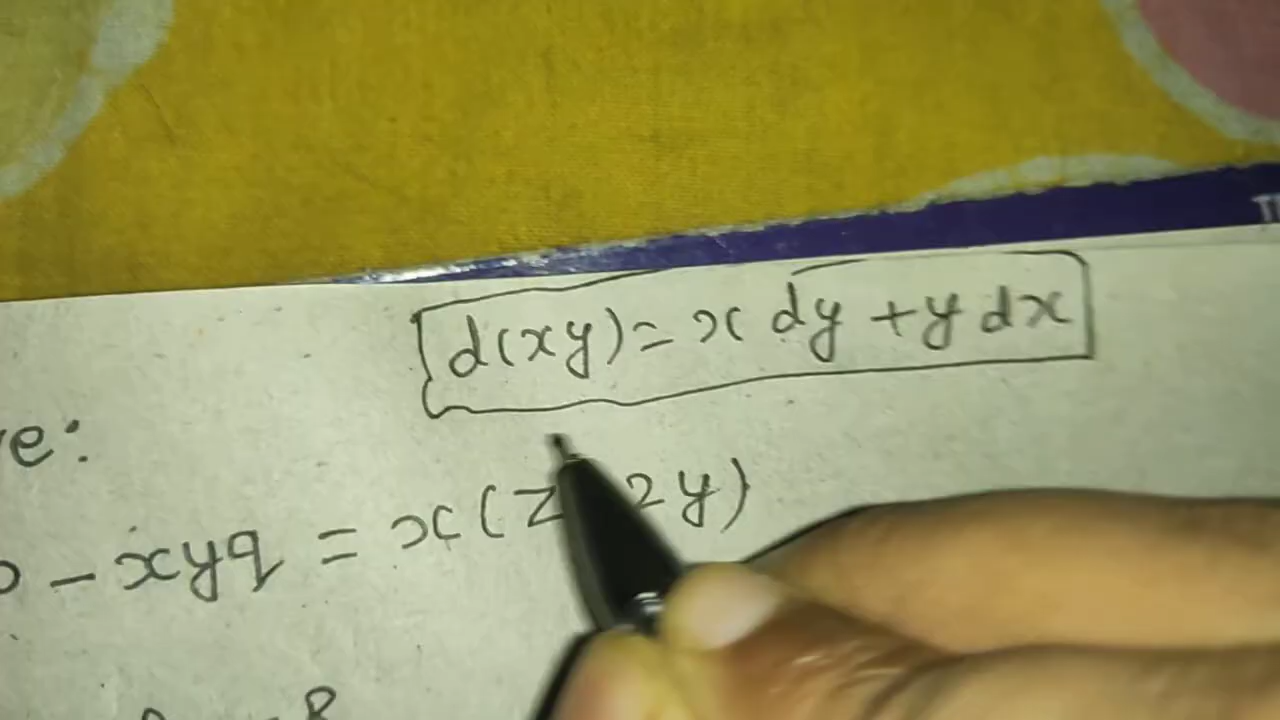 d(xy) = x dy + y dx
e:
- xyq = x(z 2y)